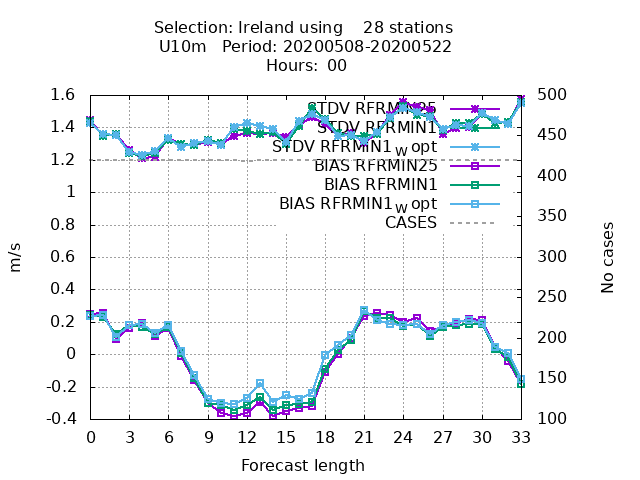 Selection: Ireland using    28 stations
U10m   Period: 20200508-20200522
Hours:  00
1.6
1.4
1.2
1
0.8
0.6
0.4
0.2
0
-0.2
-0.4
m/s
STDV RFRMIN25
STDV RFRMIN1
STDV RFRMIN1_W opt
BIAS RFRMIN25
BIAS RFRMIN1
BIAS RFRMIN1_W opt
CASES
500
450
400
350
300
250
200
150
100
No cases
0 3 6 9 12 15 18 21 24 27 30 33
Forecast length